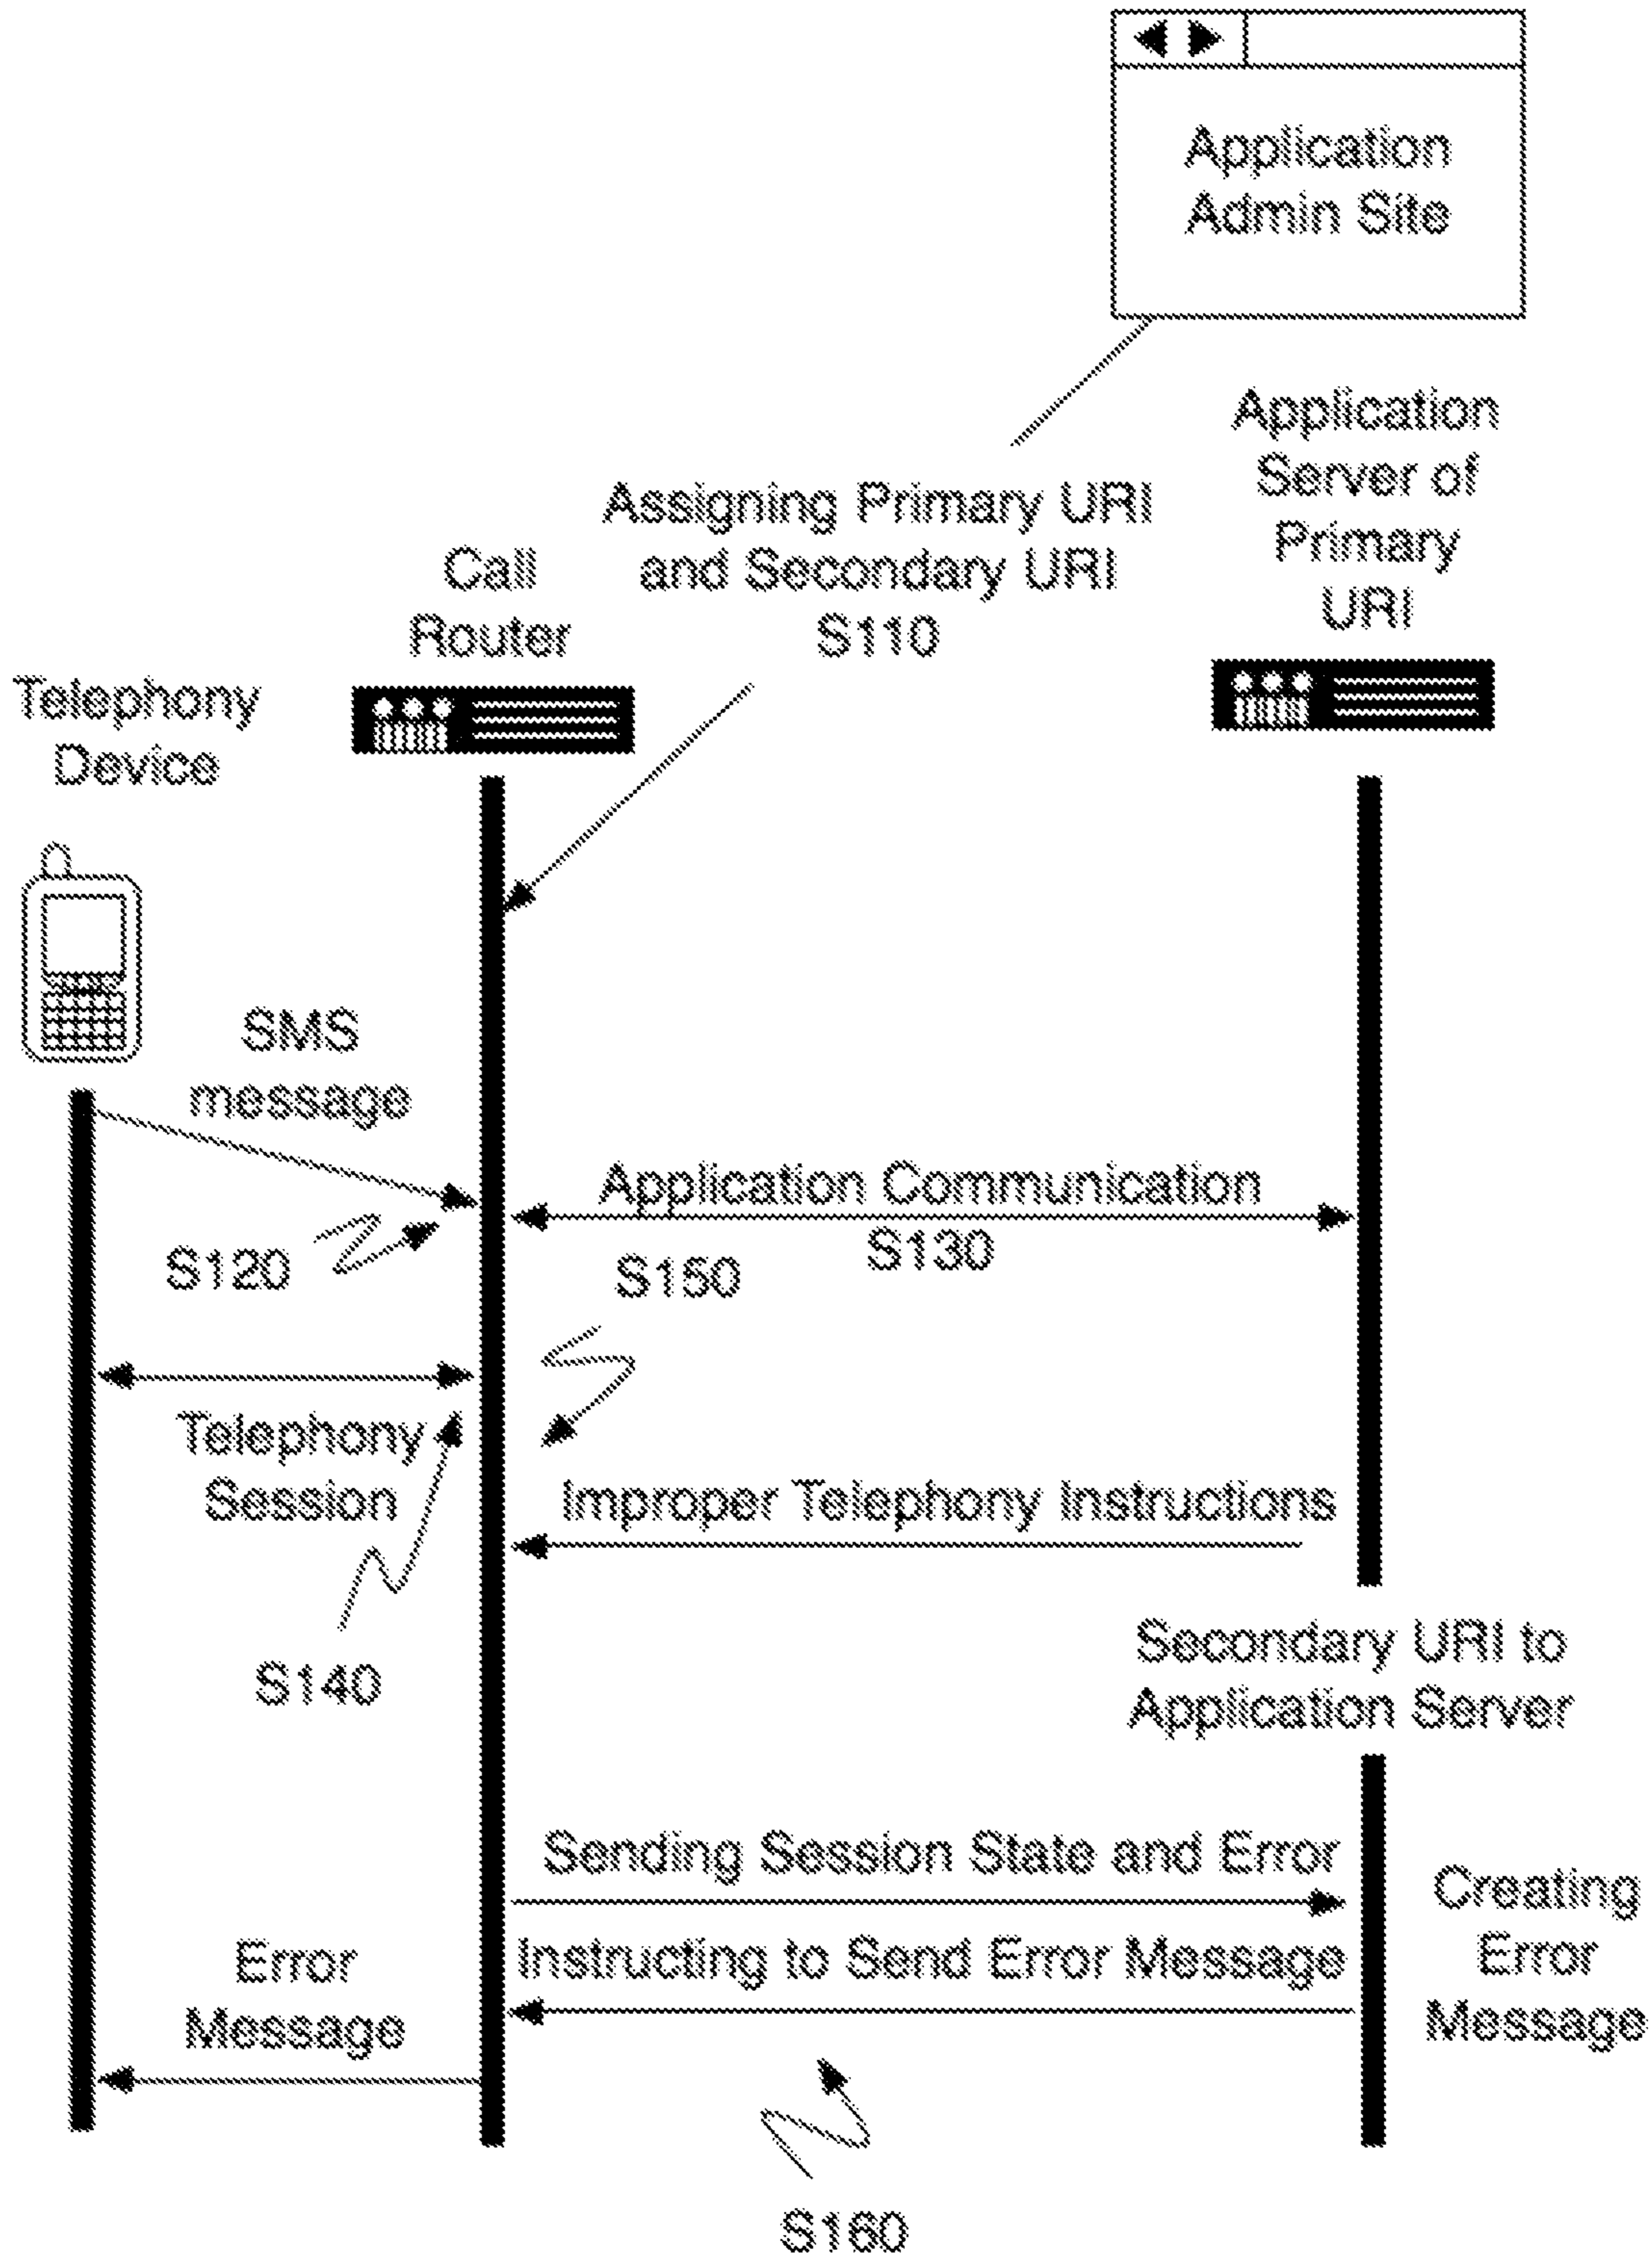 Application
Admin Site
Application
Server of
Primary
URI
Assigning Primary URI
and Secondary URI
S110
Call
Router
Telephony
Device
SMS
message
Application Communication
S130
S120
S150
Telephony
Session
Improper Telephony Instructions
S140
Secondary URI to
Application Server
Sending Session State and Error
Creating
Error
Message
Instructing to Send Error Message
Error
Message
S160